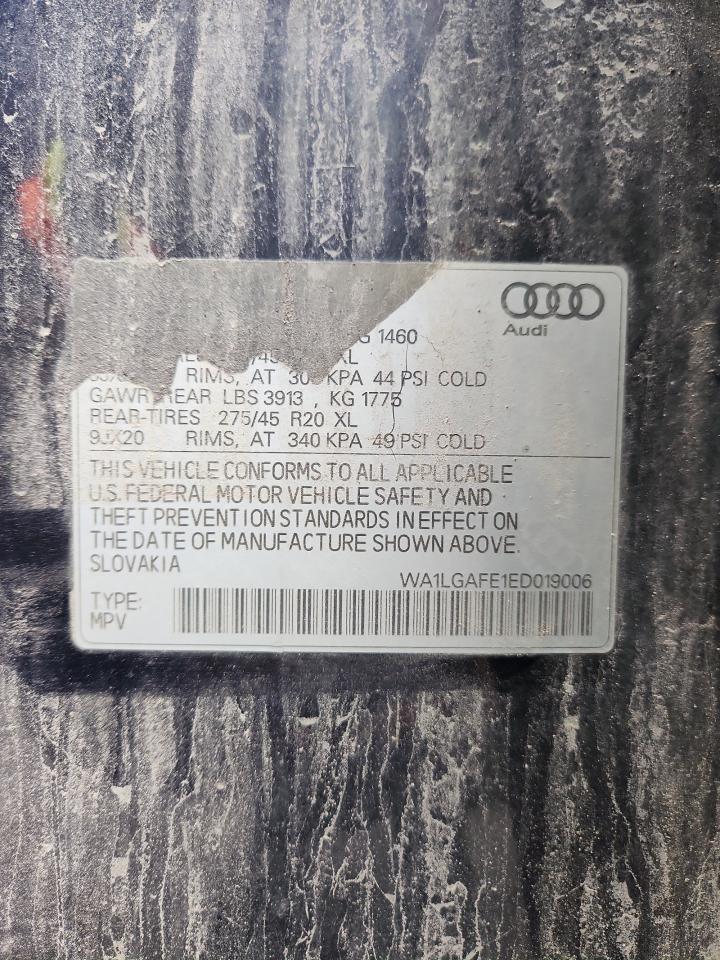 Audi
1460
XL
RIMS, AT KPA 44 PSI COLD
GAWR REAR LBS 3913 , KG 1775
REAR-TIRES 275/45 R20 XL
9JX20 RIMS, AT 340 KPA 49 PSI COLD
THIS VEHICLE CONFORMS TO ALL APPLICABLE
U.S. FEDERAL MOTOR VEHICLE SAFETY AND
THEFT PREVENTION STANDARDS IN EFFECT ON
THE DATE OF MANUFACTURE SHOWN ABOVE.
SLOVAKIA
WA1LGAFE1ED019006
TYPE:
MPV